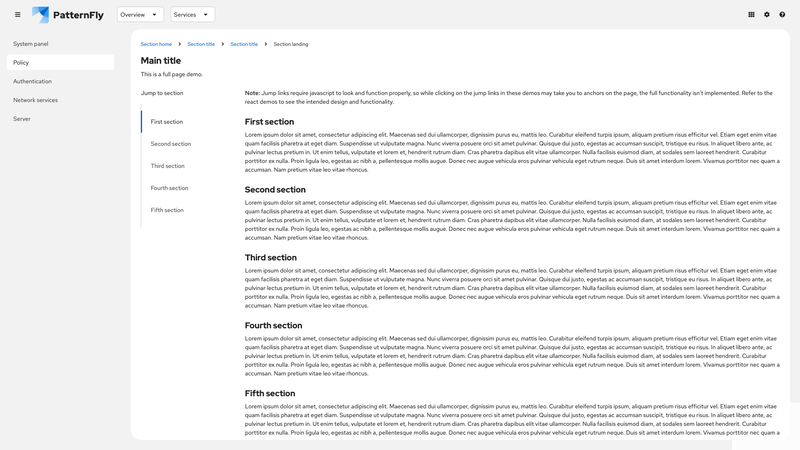 PatternFly
Overview
Services
System panel
Policy
Authentication
Network services
Server
Section home
Section title
Section title
Section landing
Main title
This is a full page demo.
Jump to section
First section
Second section
Third section
Fourth section
Fifth section
Note: Jump links require javascript to look and function properly, so while clicking on the jump links in these demos may take you to anchors on the page, the full functionality isn't implemented. Refer to the
react demos to see the intended design and functionality.
First section
Lorem ipsum dolor sit amet, consectetur adipiscing elit. Maecenas sed dui ullamcorper, dignissim purus eu, mattis leo. Curabitur eleifend turpis ipsum, aliquam pretium risus efficitur vel. Etiam eget enim vitae
quam facilisis pharetra at eget diam. Suspendisse ut vulputate magna. Nunc viverra posuere orci sit amet pulvinar. Quisque dui justo, egestas ac accumsan suscipit, tristique eu risus. In aliquet libero ante, ac
pulvinar lectus pretium in. Ut enim tellus, vulputate et lorem et, hendrerit rutrum diam. Cras pharetra dapibus elit vitae ullamcorper. Nulla facilisis euismod diam, at sodales sem laoreet hendrerit. Curabitur
porttitor ex nulla. Proin ligula leo, egestas ac nibh a, pellentesque mollis augue. Donec nec augue vehicula eros pulvinar vehicula eget rutrum neque. Duis sit amet interdum lorem. Vivamus porttitor nec quam a
accumsan. Nam pretium vitae leo vitae rhoncus.
Second section
Lorem ipsum dolor sit amet, consectetur adipiscing elit. Maecenas sed dui ullamcorper, dignissim purus eu, mattis leo. Curabitur eleifend turpis ipsum, aliquam pretium risus efficitur vel. Etiam eget enim vitae
quam facilisis pharetra at eget diam. Suspendisse ut vulputate magna. Nunc viverra posuere orci sit amet pulvinar. Quisque dui justo, egestas ac accumsan suscipit, tristique eu risus. In aliquet libero ante, ac
pulvinar lectus pretium in. Ut enim tellus, vulputate et lorem et, hendrerit rutrum diam. Cras pharetra dapibus elit vitae ullamcorper. Nulla facilisis euismod diam, at sodales sem laoreet hendrerit. Curabitur
porttitor ex nulla. Proin ligula leo, egestas ac nibh a, pellentesque mollis augue. Donec nec augue vehicula eros pulvinar vehicula eget rutrum neque. Duis sit amet interdum lorem. Vivamus porttitor nec quam a
accumsan. Nam pretium vitae leo vitae rhoncus.
Third section
Lorem ipsum dolor sit amet, consectetur adipiscing elit. Maecenas sed dui ullamcorper, dignissim purus eu, mattis leo. Curabitur eleifend turpis ipsum, aliquam pretium risus efficitur vel. Etiam eget enim vitae
quam facilisis pharetra at eget diam. Suspendisse ut vulputate magna. Nunc viverra posuere orci sit amet pulvinar. Quisque dui justo, egestas ac accumsan suscipit, tristique eu risus. In aliquet libero ante, ac
pulvinar lectus pretium in. Ut enim tellus, vulputate et lorem et, hendrerit rutrum diam. Cras pharetra dapibus elit vitae ullamcorper. Nulla facilisis euismod diam, at sodales sem laoreet hendrerit. Curabitur
porttitor ex nulla. Proin ligula leo, egestas ac nibh a, pellentesque mollis augue. Donec nec augue vehicula eros pulvinar vehicula eget rutrum neque. Duis sit amet interdum lorem. Vivamus porttitor nec quam a
accumsan. Nam pretium vitae leo vitae rhoncus.
Fourth section
Lorem ipsum dolor sit amet, consectetur adipiscing elit. Maecenas sed dui ullamcorper, dignissim purus eu, mattis leo. Curabitur eleifend turpis ipsum, aliquam pretium risus efficitur vel. Etiam eget enim vitae
quam facilisis pharetra at eget diam. Suspendisse ut vulputate magna. Nunc viverra posuere orci sit amet pulvinar. Quisque dui justo, egestas ac accumsan suscipit, tristique eu risus. In aliquet libero ante, ac
pulvinar lectus pretium in. Ut enim tellus, vulputate et lorem et, hendrerit rutrum diam. Cras pharetra dapibus elit vitae ullamcorper. Nulla facilisis euismod diam, at sodales sem laoreet hendrerit. Curabitur
porttitor ex nulla. Proin ligula leo, egestas ac nibh a, pellentesque mollis augue. Donec nec augue vehicula eros pulvinar vehicula eget rutrum neque. Duis sit amet interdum lorem. Vivamus porttitor nec quam a
accumsan. Nam pretium vitae leo vitae rhoncus.
Fifth section
Lorem ipsum dolor sit amet, consectetur adipiscing elit. Maecenas sed dui ullamcorper, dignissim purus eu, mattis leo. Curabitur eleifend turpis ipsum, aliquam pretium risus efficitur vel. Etiam eget enim vitae
quam facilisis pharetra at eget diam. Suspendisse ut vulputate magna. Nunc viverra posuere orci sit amet pulvinar. Quisque dui justo, egestas ac accumsan suscipit, tristique eu risus. In aliquet libero ante, ac
pulvinar lectus pretium in. Ut enim tellus, vulputate et lorem et, hendrerit rutrum diam. Cras pharetra dapibus elit vitae ullamcorper. Nulla facilisis euismod diam, at sodales sem laoreet hendrerit. Curabitur
porttitor ex nulla. Proin ligula leo, egestas ac nibh a, pellentesque mollis augue. Donec nec augue vehicula eros pulvinar vehicula eget rutrum neque. Duis sit amet interdum lorem. Vivamus porttitor nec quam a